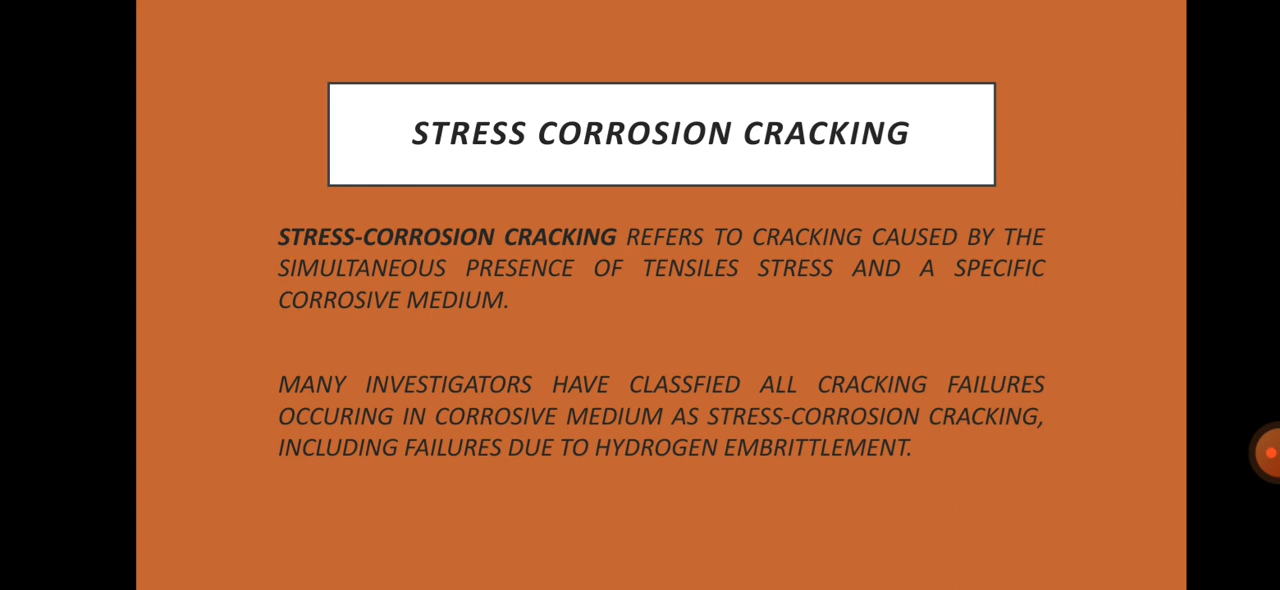 STRESS CORROSION CRACKING
STRESS-CORROSION CRACKING REFERS TO CRACKING CAUSED BY THE
SIMULTANEOUS PRESENCE OF TENSILES STRESS AND A SPECIFIC
CORROSIVE MEDIUM.
MANY INVESTIGATORS HAVE CLASSFIED ALL CRACKING FAILURES
OCCURING IN CORROSIVE MEDIUM AS STRESS-CORROSION CRACKING,
INCLUDING FAILURES DUE TO HYDROGEN EMBRITTLEMENT.